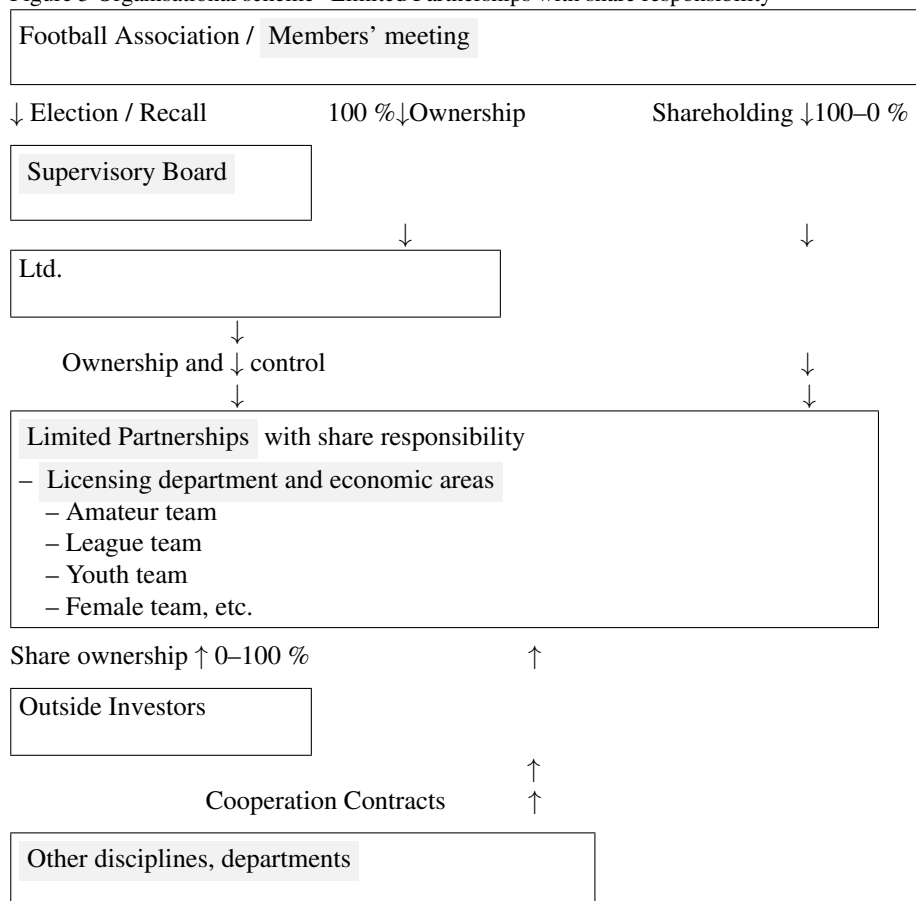 Figure 3 Organisational scheme - Limited Partnerships with share responsibility
Football Association / Members’ meeting
↓ Election / Recall 100 %↓Ownership Shareholding ↓100–0 %
Supervisory Board
↓ ↓
Ltd.
↓
Ownership and ↓ control ↓
↓ ↓
Limited Partnerships with share responsibility
– Licensing department and economic areas
– Amateur team
– League team
– Youth team
– Female team, etc.
Share ownership ↑ 0–100 % ↑
Outside Investors
↑
Cooperation Contracts ↑
Other disciplines, departments